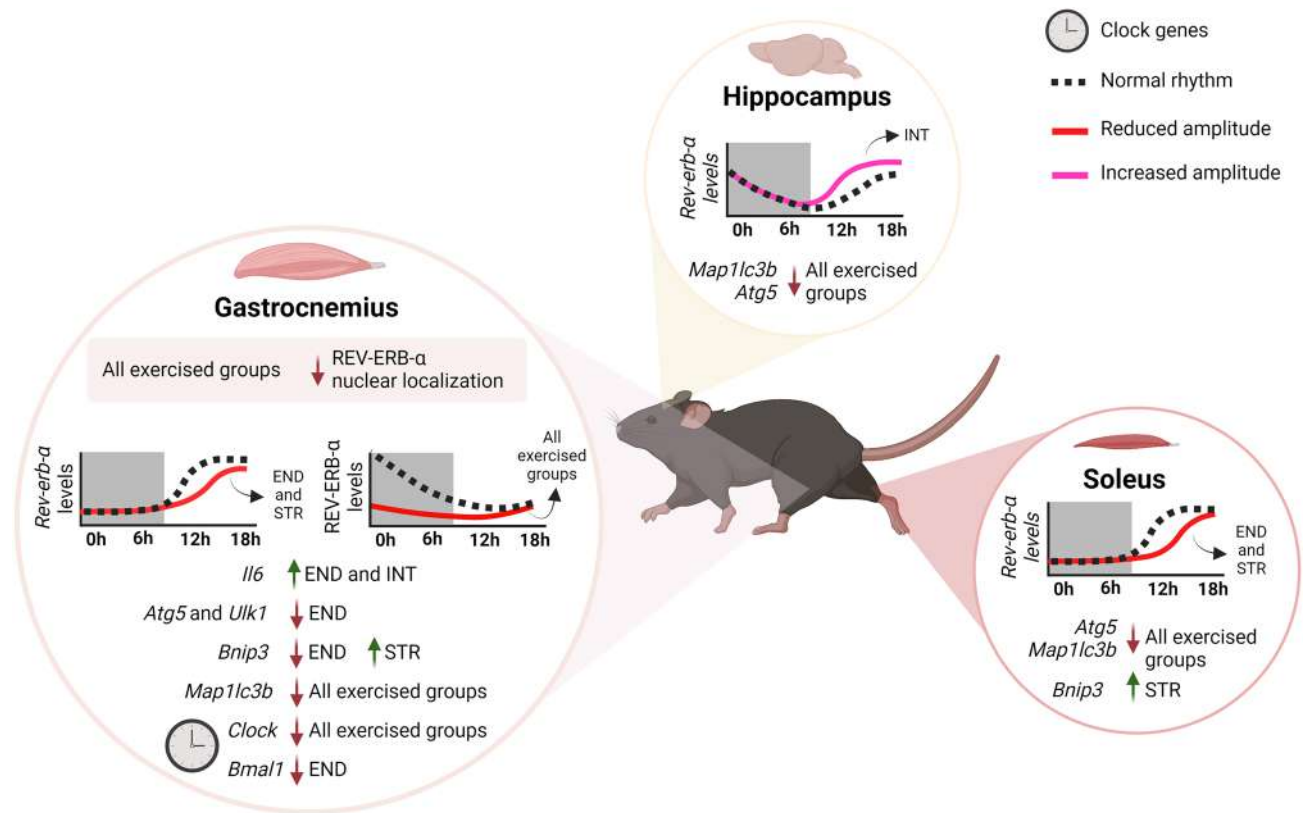 Clock genes
Normal rhythm
Reduced amplitude
Increased amplitude
Hippocampus
Rev-erb-α
levels
INT
0h 6h 12h 18h
Map1lc3b
Atg5
All exercised
groups
Gastrocnemius
All exercised groups
REV-ERB-α
nuclear localization
Rev-erb-α
levels
END
and
STR
0h 6h 12h 18h
REV-ERB-α
levels
All
exercised
groups
0h 6h 12h 18h
Il6 END and INT
Atg5 and Ulk1 END
Bnip3 END STR
Map1lc3b All exercised groups
Clock All exercised groups
Bmal1 END
Soleus
Rev-erb-α
levels
END
and
STR
0h 6h 12h 18h
Atg5
Map1lc3b
All exercised
groups
Bnip3 STR